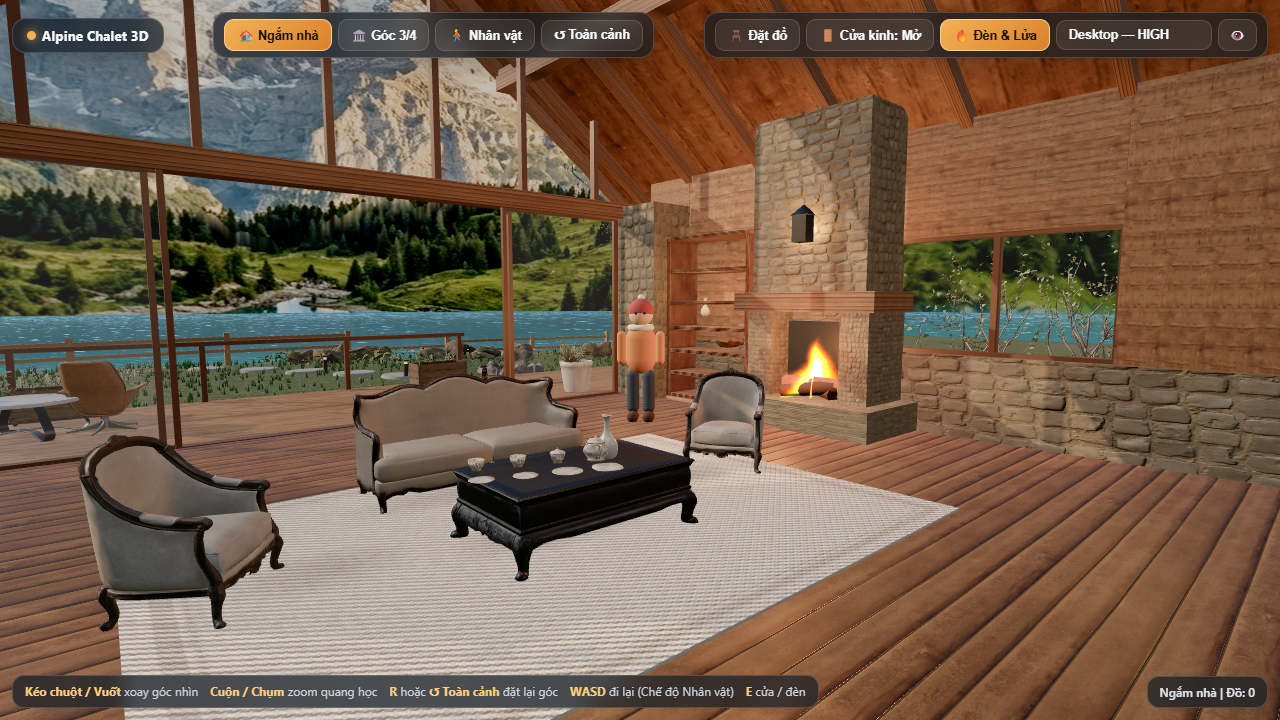 Alpine Chalet 3D
🏠 Ngắm nhà
🏛 Góc 3/4
🚶 Nhân vật
↺ Toàn cảnh
🪑 Đặt đồ
🚪 Cửa kính: Mở
🔥 Đèn & Lửa
Desktop — HIGH
👁
Kéo chuột / Vuốt xoay góc nhìn Cuộn / Chụm zoom quang học R hoặc ↺ Toàn cảnh đặt lại góc WASD đi lại (Chế độ Nhân vật) E cửa / đèn
Ngắm nhà | Đồ: 0